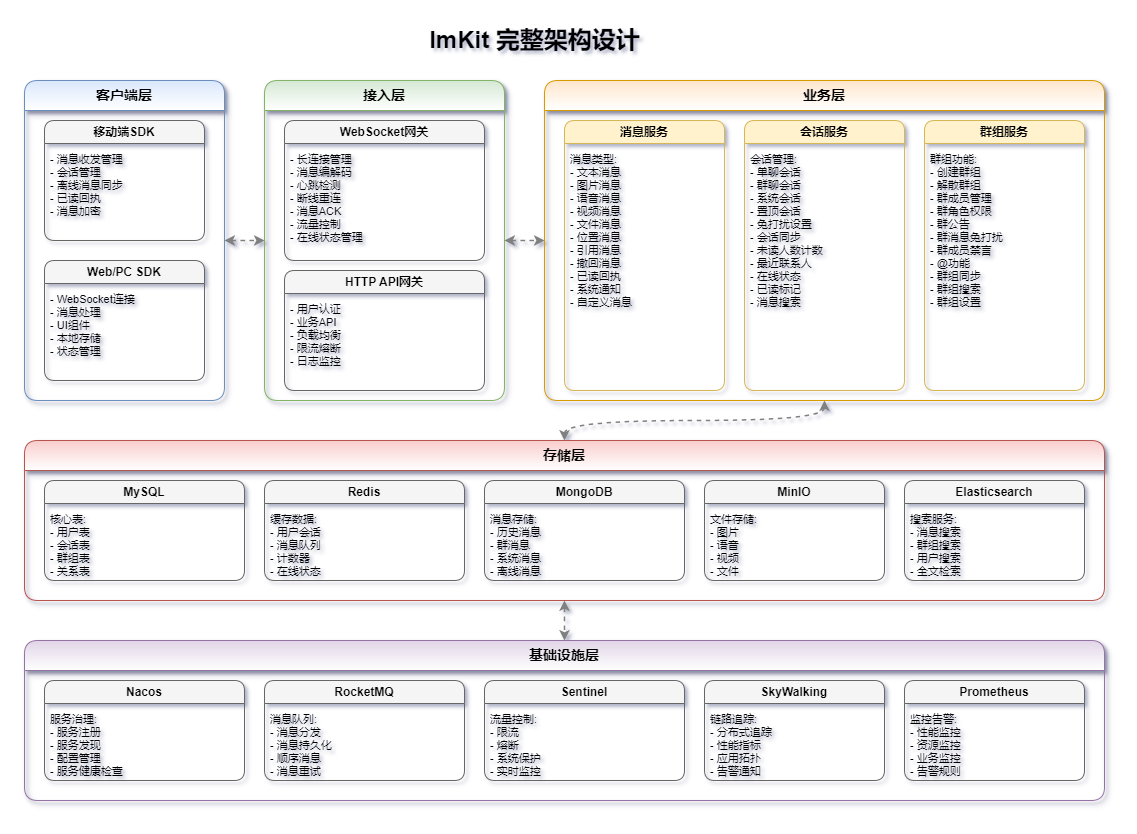 ImKit 完整架构设计
客户端层
移动端SDK
- 消息收发管理
- 会话管理
- 离线消息同步
- 已读回执
- 消息加密
Web/PC SDK
- WebSocket连接
- 消息处理
- UI组件
- 本地存储
- 状态管理
接入层
WebSocket网关
- 长连接管理
- 消息编解码
- 心跳检测
- 断线重连
- 消息ACK
- 流量控制
- 在线状态管理
HTTP API网关
- 用户认证
- 业务API
- 负载均衡
- 限流熔断
- 日志监控
业务层
消息服务
消息类型:
- 文本消息
- 图片消息
- 语音消息
- 视频消息
- 文件消息
- 位置消息
- 引用消息
- 撤回消息
- 已读回执
- 系统通知
- 自定义消息
会话服务
会话管理:
- 单聊会话
- 群聊会话
- 系统会话
- 置顶会话
- 免打扰设置
- 会话同步
- 未读人数计数
- 最近联系人
- 在线状态
- 已读标记
- 消息搜索
群组服务
群组功能:
- 创建群组
- 解散群组
- 群成员管理
- 群角色权限
- 群公告
- 群消息免打扰
- 群成员禁言
- @功能
- 群组同步
- 群组搜索
- 群组设置
存储层
MySQL
核心表:
- 用户表
- 会话表
- 群组表
- 关系表
Redis
缓存数据:
- 用户会话
- 消息队列
- 计数器
- 在线状态
MongoDB
消息存储:
- 历史消息
- 群消息
- 系统消息
- 离线消息
MinIO
文件存储:
- 图片
- 语音
- 视频
- 文件
Elasticsearch
搜索服务:
- 消息搜索
- 群组搜索
- 用户搜索
- 全文检索
基础设施层
Nacos
服务治理:
- 服务注册
- 服务发现
- 配置管理
- 服务健康检查
RocketMQ
消息队列:
- 消息分发
- 消息持久化
- 顺序消息
- 消息重试
Sentinel
流量控制:
- 限流
- 熔断
- 系统保护
- 实时监控
SkyWalking
链路追踪:
- 分布式追踪
- 性能指标
- 应用拓扑
- 告警通知
Prometheus
监控告警:
- 性能监控
- 资源监控
- 业务监控
- 告警规则